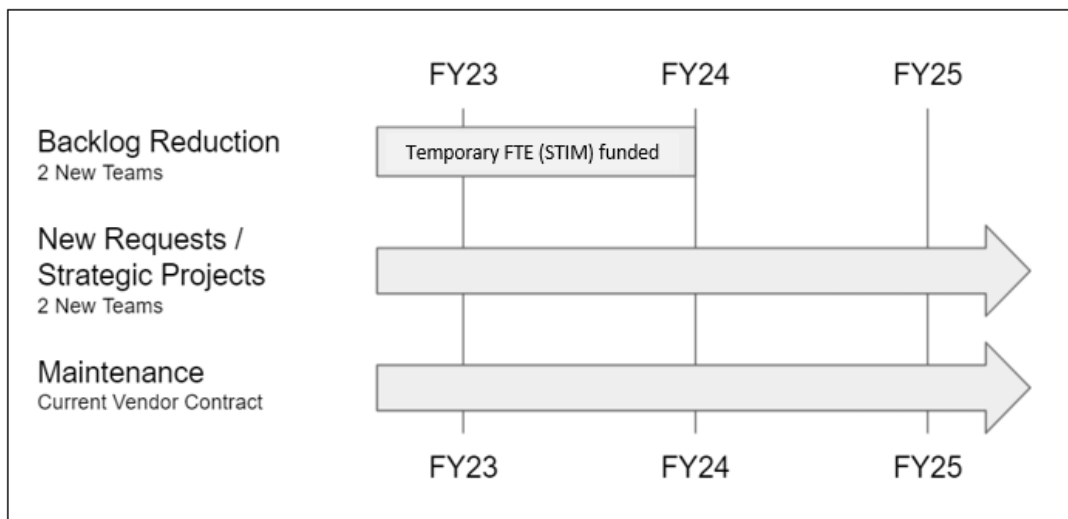 FY23 FY24 FY25
Backlog Reduction
2 New Teams
Temporary FTE (STIM) funded
New Requests /
Strategic Projects
2 New Teams
Maintenance
Current Vendor Contract
FY23 FY24 FY25